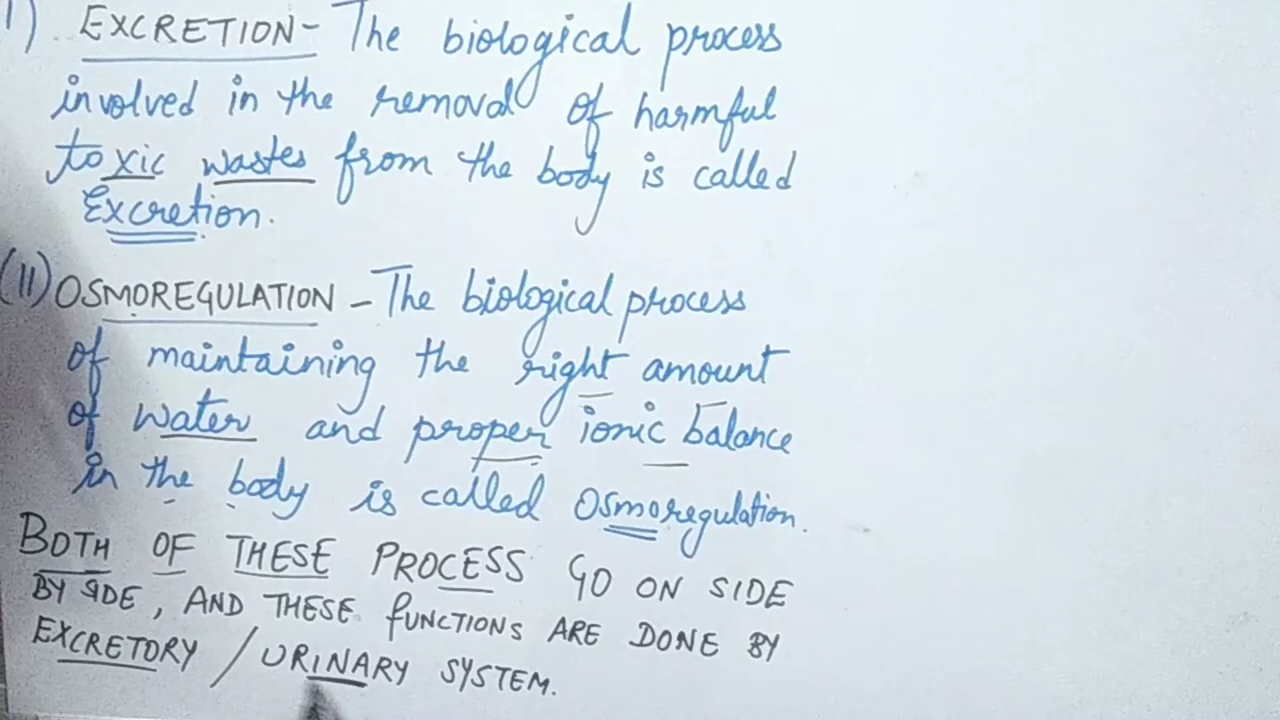 I) EXCRETION- The biological process
involved in the removal of harmful
toxic wastes from the body is called
Excretion.
(II) OSMOREGULATION - The biological process
of maintaining the right amount
of water and proper ionic balance
in the body is called Osmoregulation.
BOTH OF THESE PROCESS GO ON SIDE
BY SIDE, AND THESE FUNCTIONS ARE DONE BY
EXCRETORY / URINARY SYSTEM.